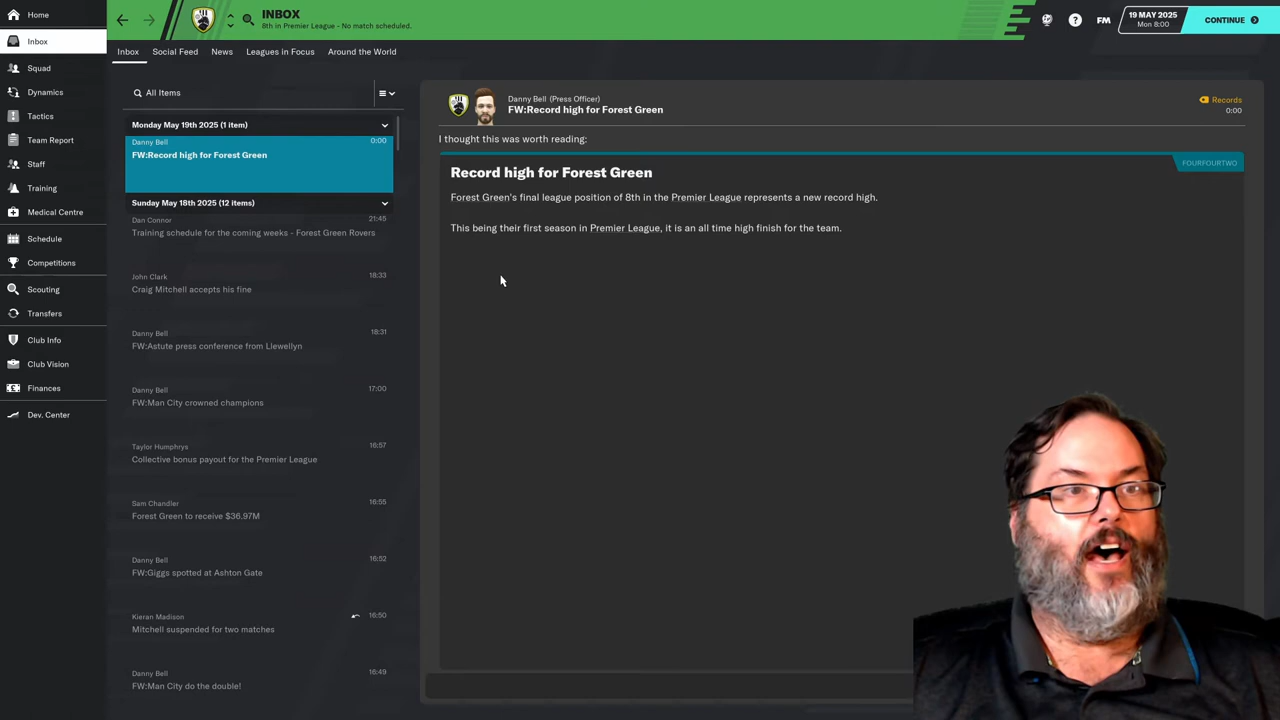 Home
Inbox
Squad
Dynamics
Tactics
Team Report
Staff
Training
Medical Centre
Schedule
Competitions
Scouting
Transfers
Club Info
Club Vision
Finances
Dev. Center
INBOX
8th in Premier League - No match scheduled.
FM
19 MAY 2025
Mon 8:00
CONTINUE
Inbox
Social Feed
News
Leagues in Focus
Around the World
All Items
Monday May 19th 2025 (1 item)
Danny Bell
0:00
FW:Record high for Forest Green
Sunday May 18th 2025 (12 items)
Dan Connor
21:45
Training schedule for the coming weeks - Forest Green Rovers
John Clark
18:33
Craig Mitchell accepts his fine
Danny Bell
18:31
FW:Astute press conference from Llewellyn
Danny Bell
17:00
FW:Man City crowned champions
Taylor Humphrys
16:57
Collective bonus payout for the Premier League
Sam Chandler
16:55
Forest Green to receive $36.97M
Danny Bell
16:52
FW:Giggs spotted at Ashton Gate
Kieran Madison
16:50
Mitchell suspended for two matches
Danny Bell
16:49
FW:Man City do the double!
Danny Bell (Press Officer)
FW:Record high for Forest Green
Records
0:00
I thought this was worth reading:
FOURFOURTWO
Record high for Forest Green
Forest Green's final league position of 8th in the Premier League represents a new record high.
This being their first season in Premier League, it is an all time high finish for the team.